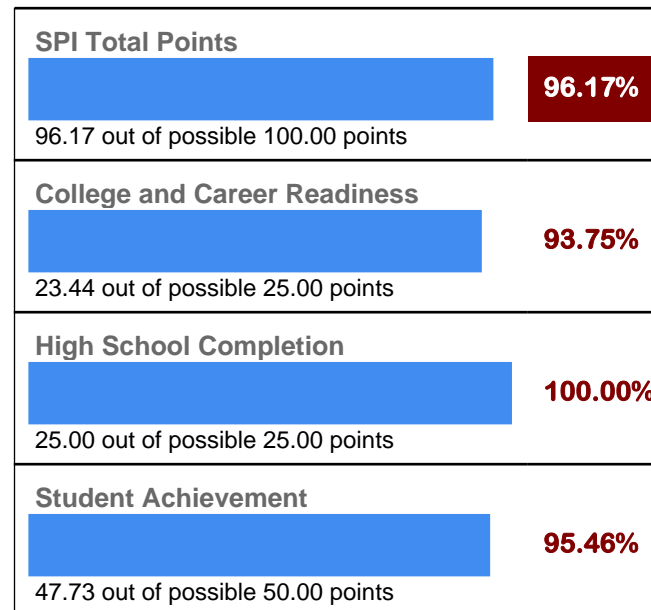 SPI Total Points
96.17%
96.17 out of possible 100.00 points
College and Career Readiness
93.75%
23.44 out of possible 25.00 points
High School Completion
100.00%
25.00 out of possible 25.00 points
Student Achievement
95.46%
47.73 out of possible 50.00 points